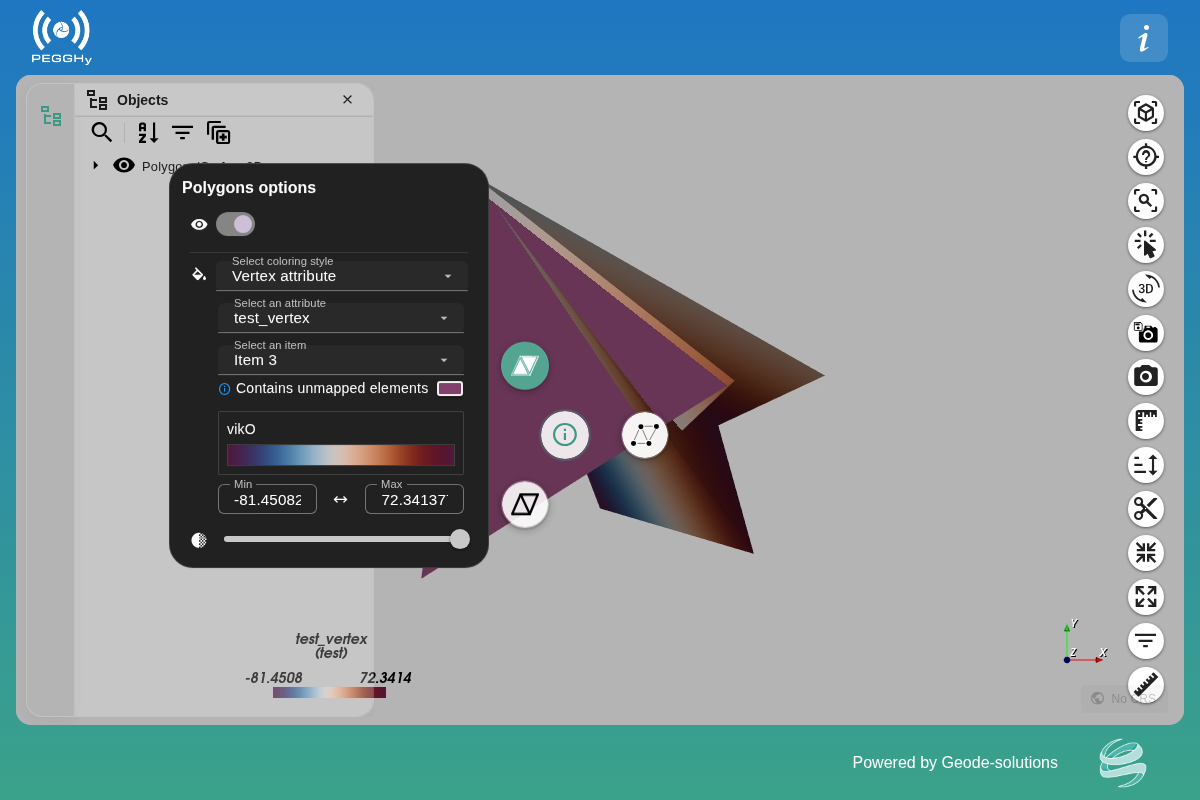 PEGGHy
i
Objects
A
Z
Polygons options
Select coloring style
Vertex attribute
Select an attribute
test_vertex
Select an item
Item 3
Contains unmapped elements
vikO
Min
Max
-81.45082
72.34137
3D
test_vertex
(test)
-81.4508
72.3414
Y
Z
X
No CRS
Powered by Geode-solutions